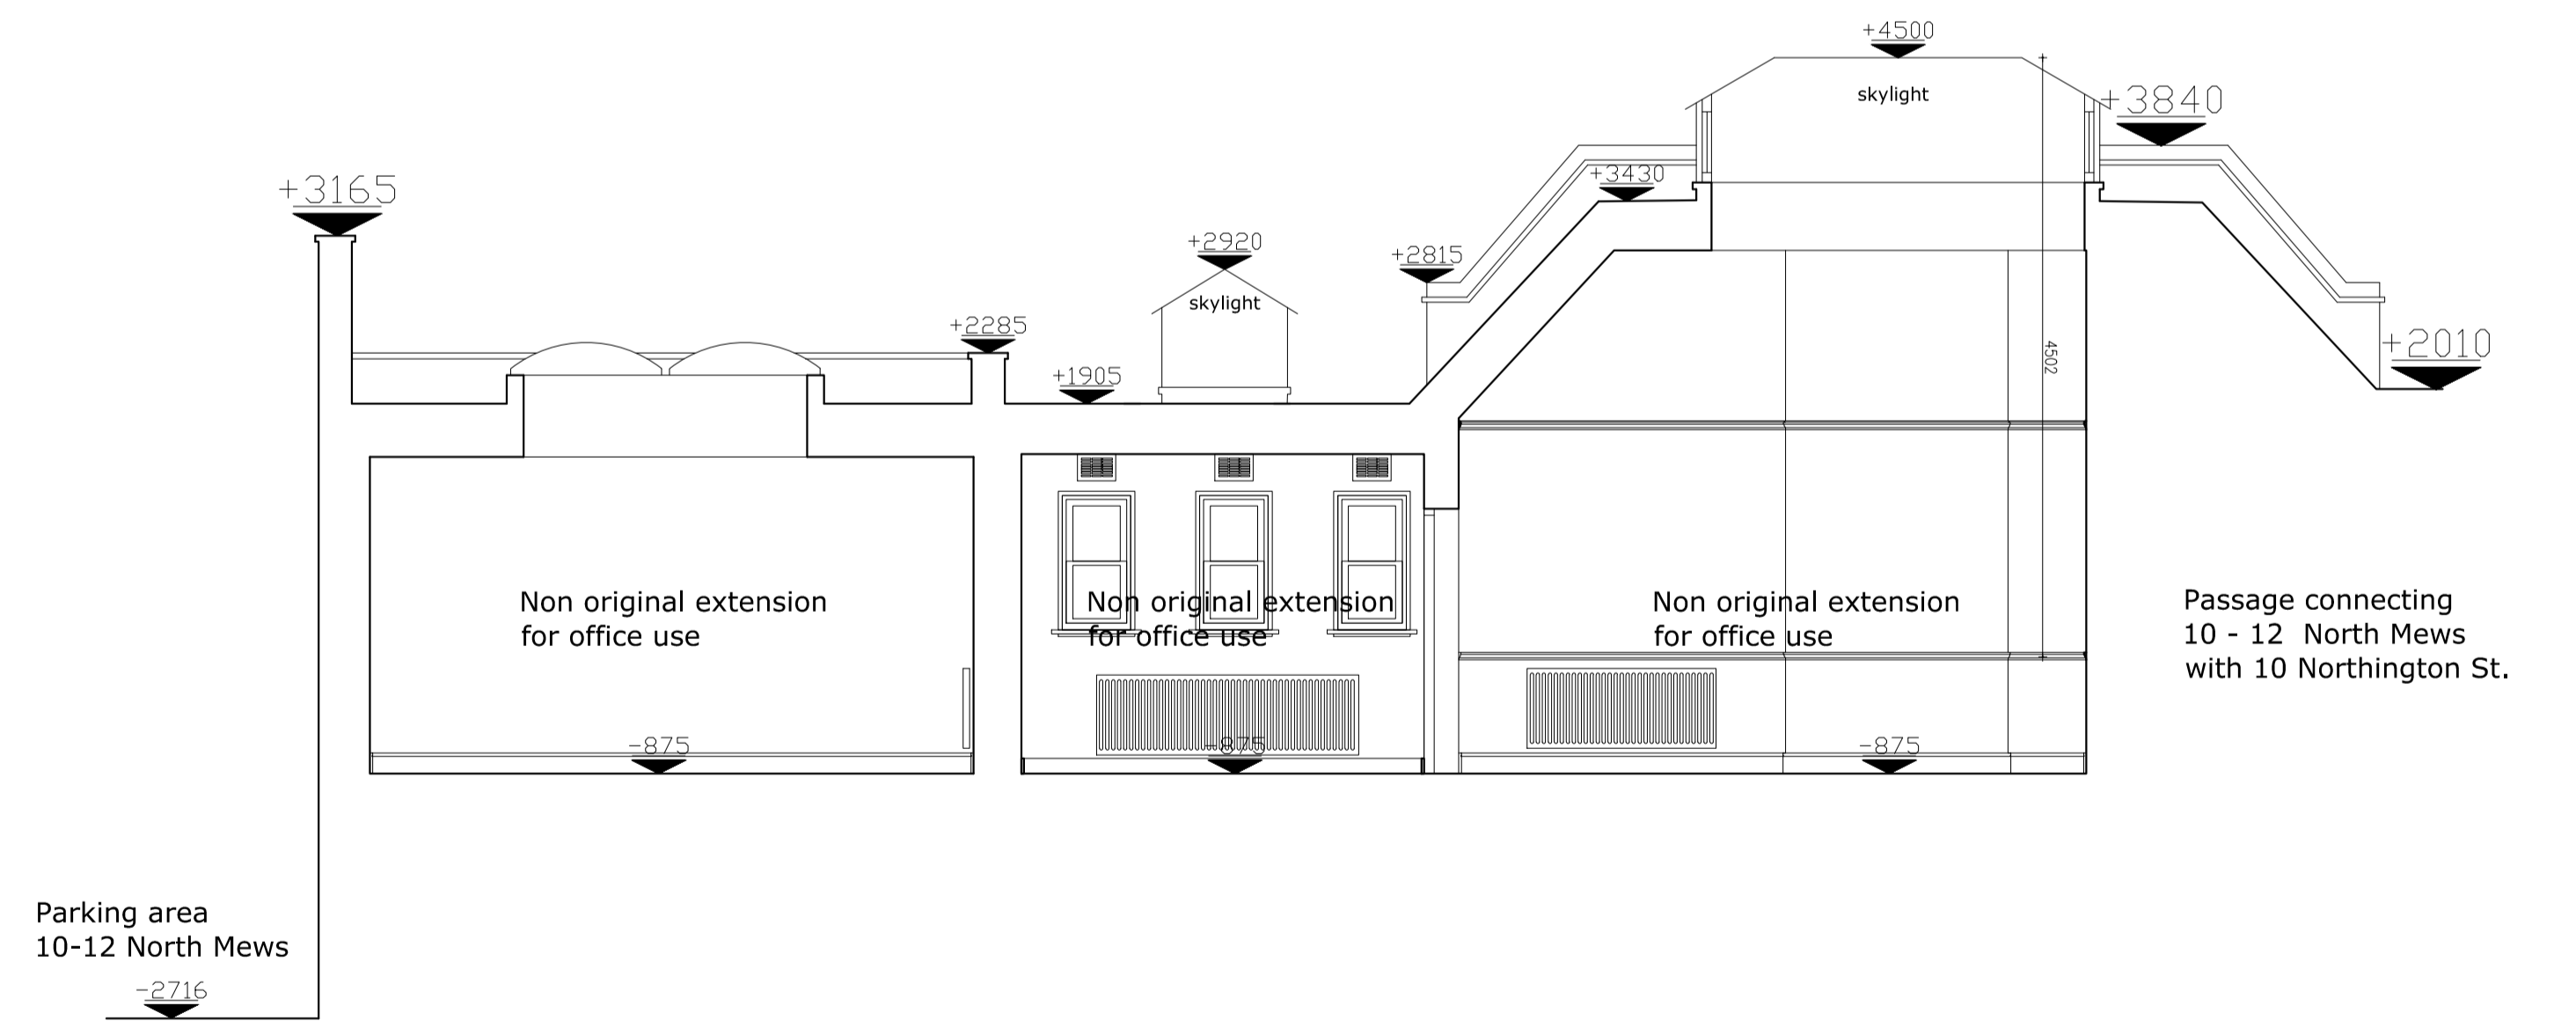 +4500
skylight
+3840
+3430
+3165
+2920
skylight
+2815
+2285
+2010
+1905
4502
Non original extension
for office use
Non original extension
for office use
Non original extension
for office use
Passage connecting
10 - 12 North Mews
with 10 Northington St.
-875
-875
-875
Parking area
10-12 North Mews
-2716